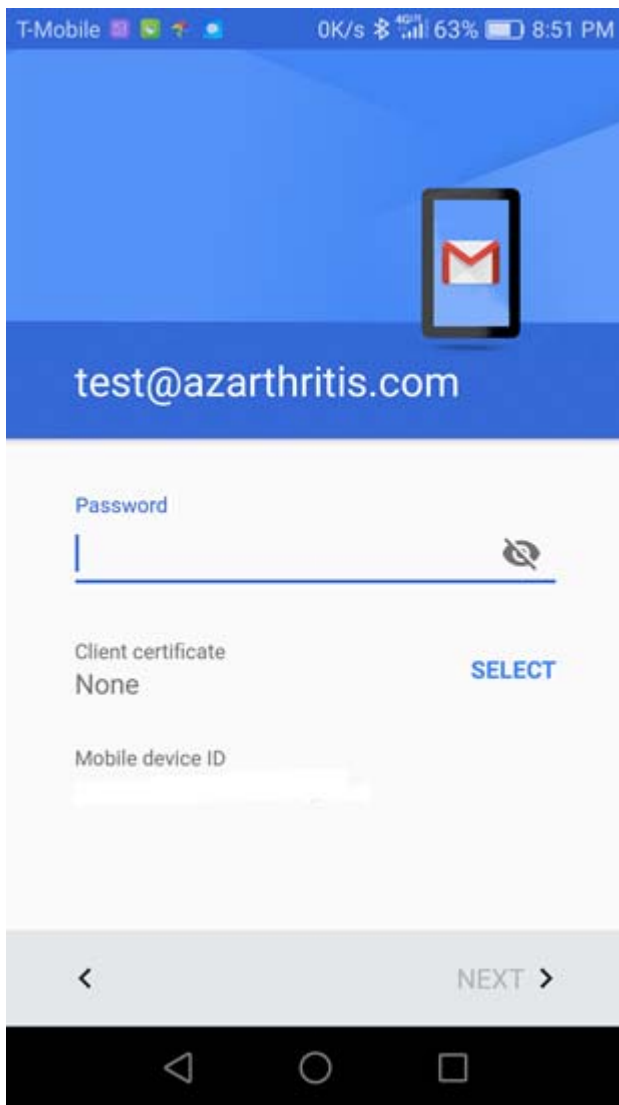 T-Mobile 0K/s 63% 8:51 PM
test@azarthritis.com
Password
Client certificate
None
SELECT
Mobile device ID
NEXT